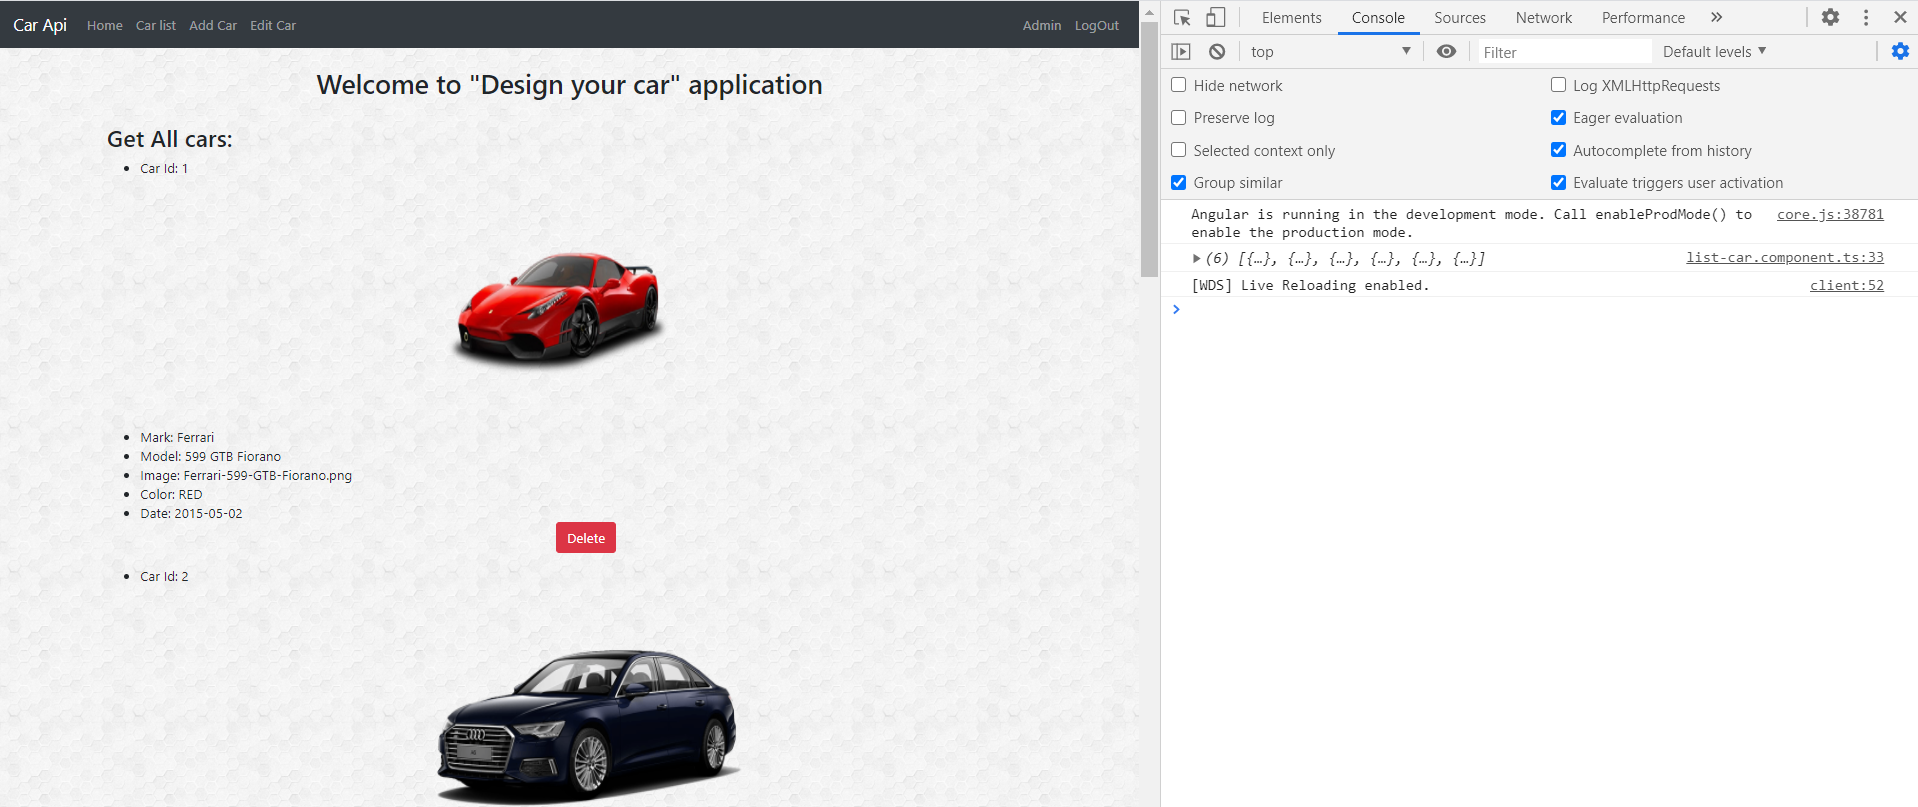 Car Api Home Car list Add Car Edit Car Admin LogOut
Welcome to "Design your car" application
Get All cars:
Car Id: 1
Mark: Ferrari
Model: 599 GTB Fiorano
Image: Ferrari-599-GTB-Fiorano.png
Color: RED
Date: 2015-05-02
Delete
Car Id: 2
Elements Console Sources Network Performance »
top Filter Default levels
Hide network Log XMLHttpRequests
Preserve log Eager evaluation
Selected context only Autocomplete from history
Group similar Evaluate triggers user activation
Angular is running in the development mode. Call enableProdMode() to core.js:38781
enable the production mode.
(6) [{…}, {…}, {…}, {…}, {…}, {…}] list-car.component.ts:33
[WDS] Live Reloading enabled. client:52